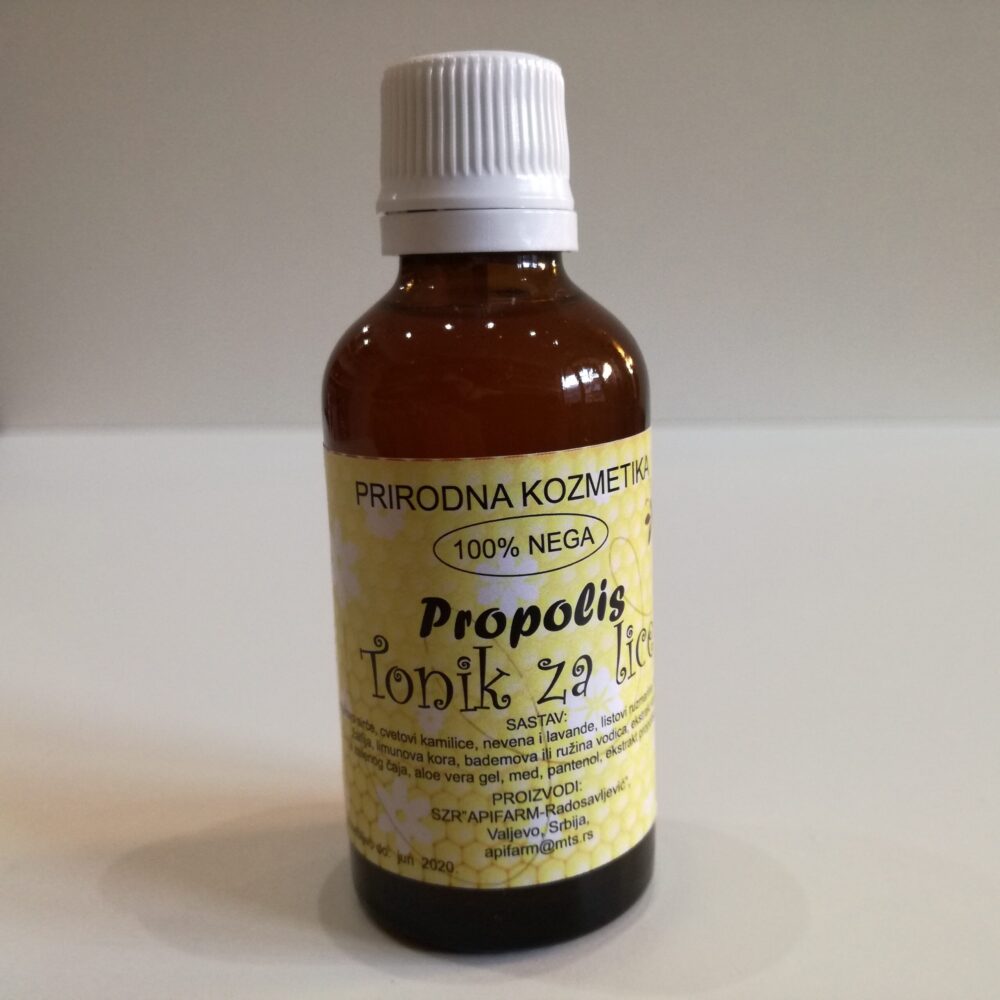 PRIRODNA KOZMETIKA
100% NEGA
Propolis
Tonik za lice
SASTAV:
sirće, cvetovi kamilice, nevena i lavande, listovi
limunova kora, bademova ili ružina vodica,
čaja, aloe vera gel, med, pantenol, ekstrakt
PROIZVODI:
SZR"APIFARM-Radosavljević",
Valjevo, Srbija,
apifarm@mts.rs
do: jun 2020.